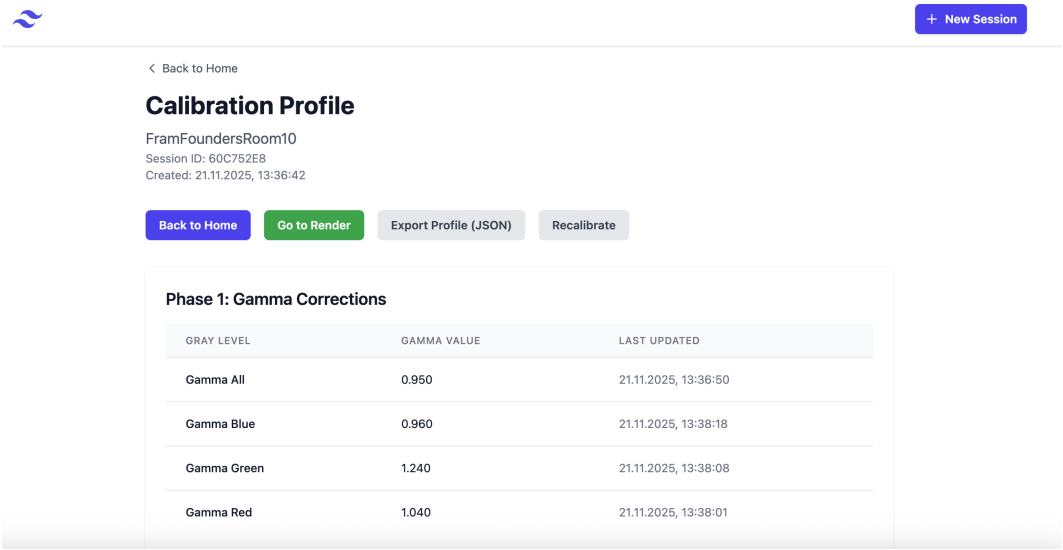 New Session
Back to Home
Calibration Profile
FramFoundersRoom10
Session ID: 60C752E8
Created: 21.11.2025, 13:36:42
Back to Home Go to Render Export Profile (JSON) Recalibrate
Phase 1: Gamma Corrections
GRAY LEVEL GAMMA VALUE LAST UPDATED
Gamma All 0.950 21.11.2025, 13:36:50
Gamma Blue 0.960 21.11.2025, 13:38:18
Gamma Green 1.240 21.11.2025, 13:38:08
Gamma Red 1.040 21.11.2025, 13:38:01